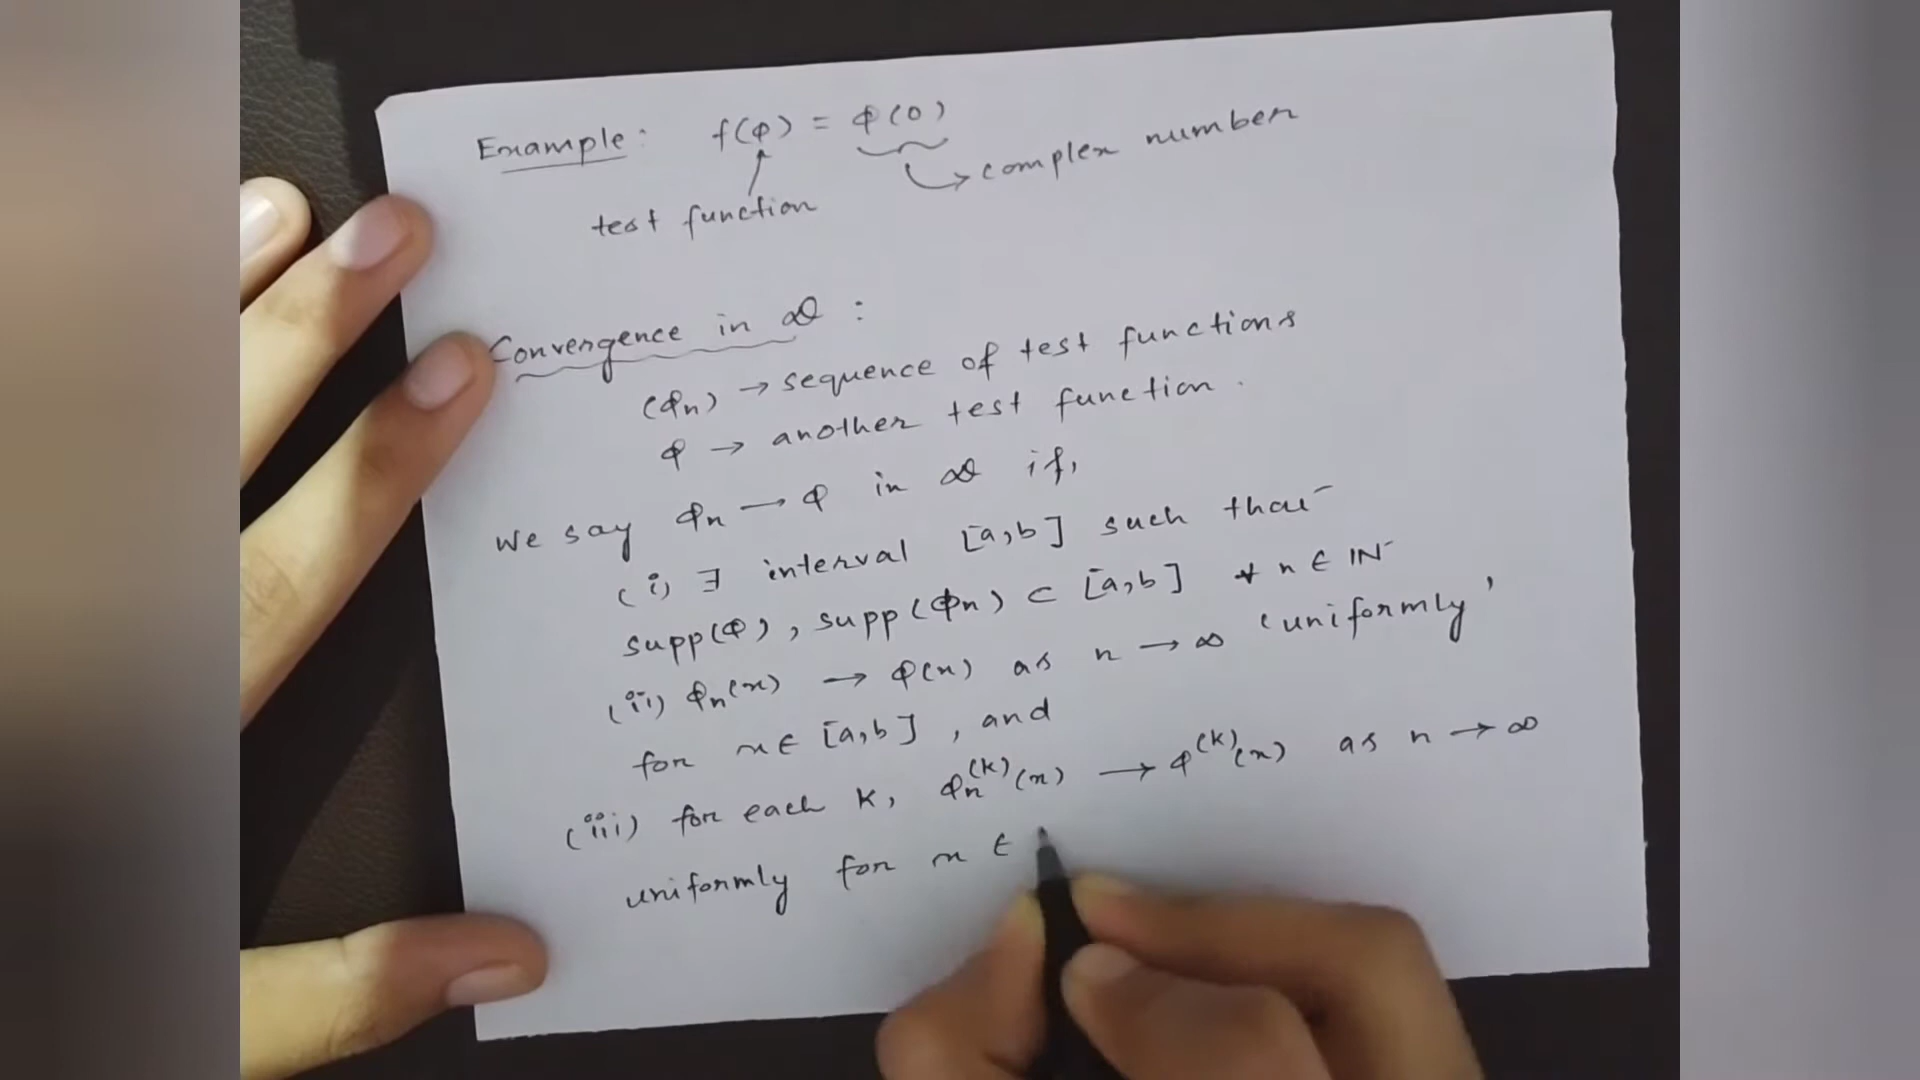 Example: f(φ) = φ(0)
test function
complex number
Convergence in 𝒟 :
(φn) → sequence of test functions
φ → another test function.
We say φn → φ in 𝒟 if,
(i) ∃ interval [a,b] such that
supp(φ), supp(φn) ⊂ [a,b] ∀ n ∈ ℕ
(ii) φn(x) → φ(x) as n → ∞ 'uniformly'
for x ∈ [a,b], and
(iii) for each k, φn^(k)(x) → φ^(k)(x) as n → ∞
uniformly for x ∈